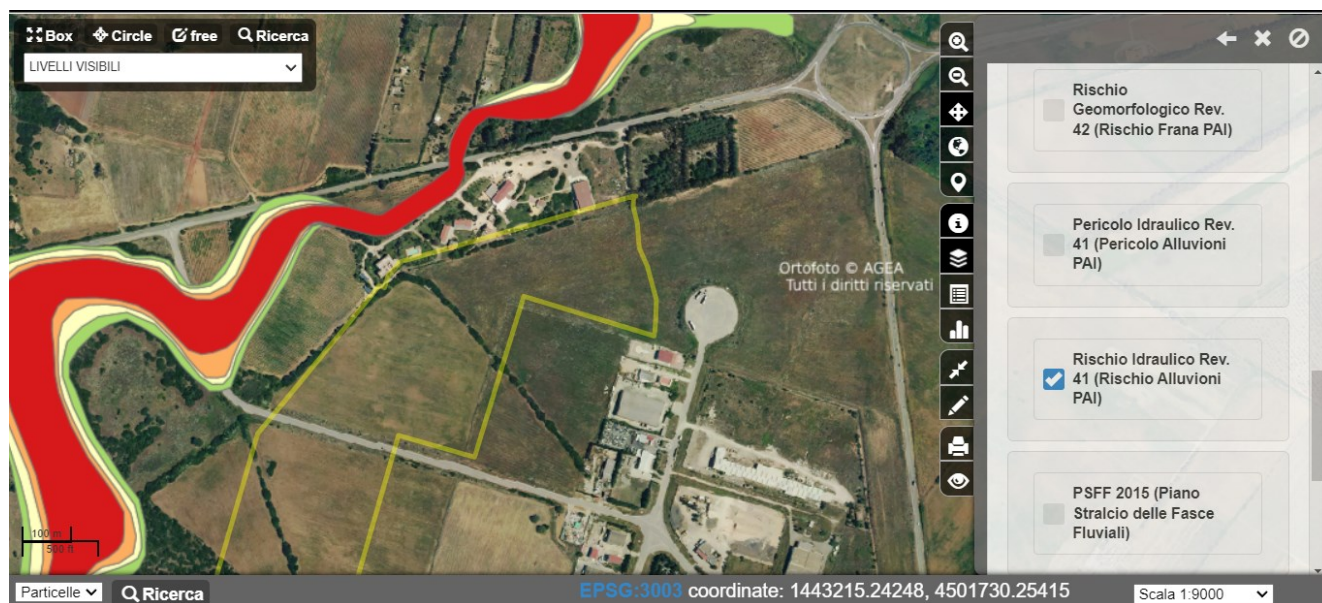 Box Circle free Ricerca
LIVELLI VISIBILI
Ortofoto © AGEA
Tutti i diritti riservati
100 m
500 ft
Rischio
Geomorfologico Rev.
42 (Rischio Frana PAI)
Pericolo Idraulico Rev.
41 (Pericolo Alluvioni
PAI)
Rischio Idraulico Rev.
41 (Rischio Alluvioni
PAI)
PSFF 2015 (Piano
Stralcio delle Fasce
Fluviali)
Particelle Ricerca EPSG:3003 coordinate: 1443215.24248, 4501730.25415 Scala 1:9000